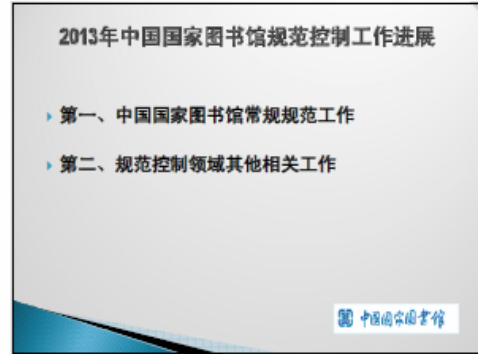 2013年中国国家图书馆规范控制工作进展
第一、中国国家图书馆常规规范工作
第二、规范控制领域其他相关工作
中国国家图书馆